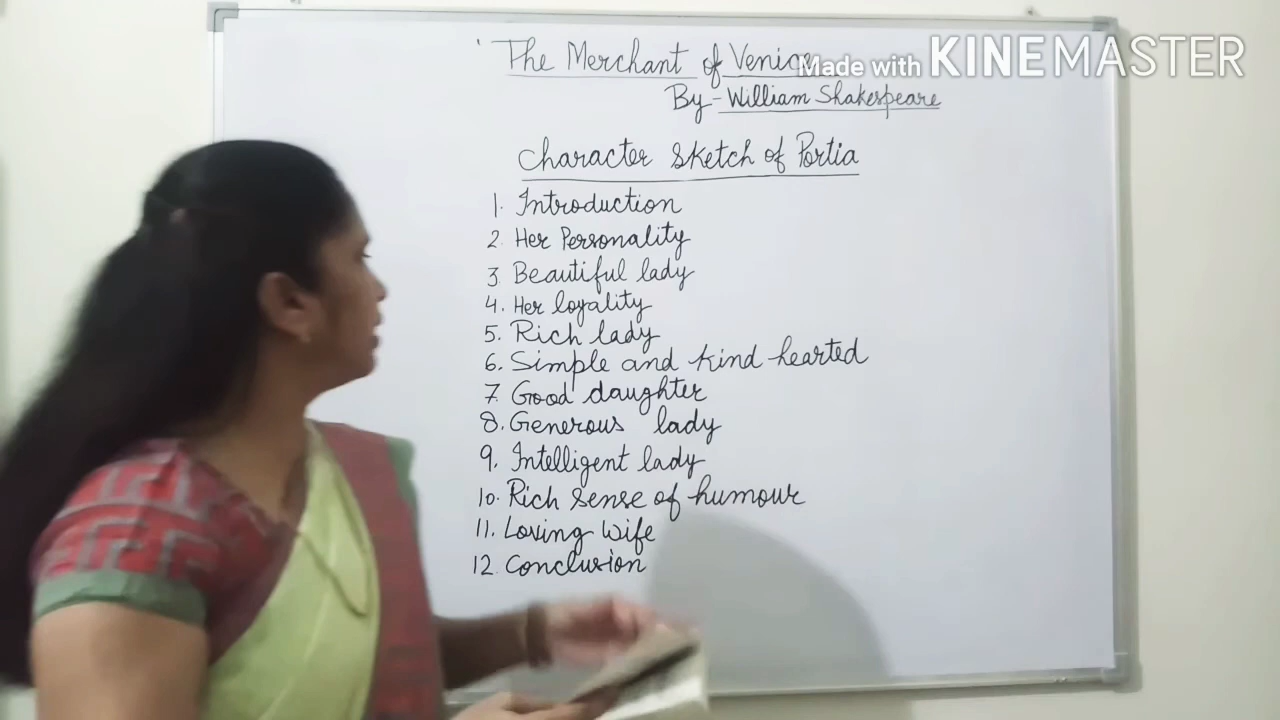 The Merchant of Venice
Made with KINEMASTER
By - William Shakespeare
Character Sketch of Portia
1. Introduction
2. Her Personality
3. Beautiful lady
4. Her loyality
5. Rich lady
6. Simple and kind hearted
7. Good daughter
8. Generous lady
9. Intelligent lady
10. Rich sense of humour
11. Loving Wife
12. Conclusion